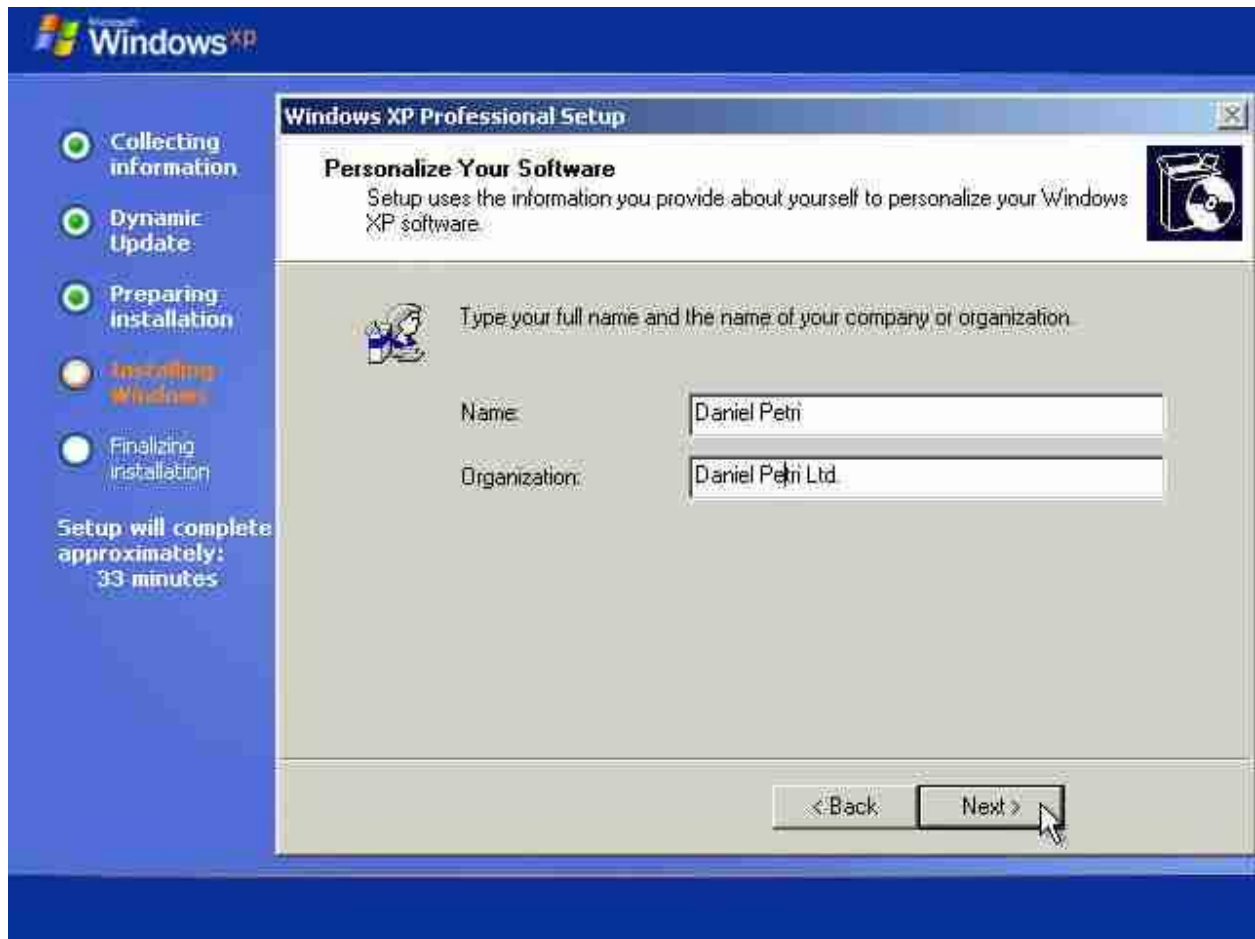 Microsoft
Windows xp
Collecting
information
Dynamic
Update
Preparing
installation
Installing
Windows
Finalizing
installation
Setup will complete
approximately:
33 minutes
Windows XP Professional Setup
Personalize Your Software
Setup uses the information you provide about yourself to personalize your Windows
XP software.
Type your full name and the name of your company or organization.
Name: Daniel Petri
Organization: Daniel Petri Ltd.
< Back Next >